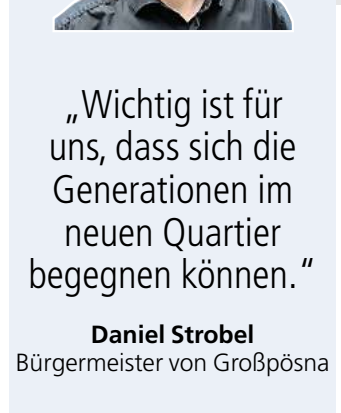 „Wichtig ist für
uns, dass sich die
Generationen im
neuen Quartier
begegnen können.“
Daniel Strobel
Bürgermeister von Großpösna